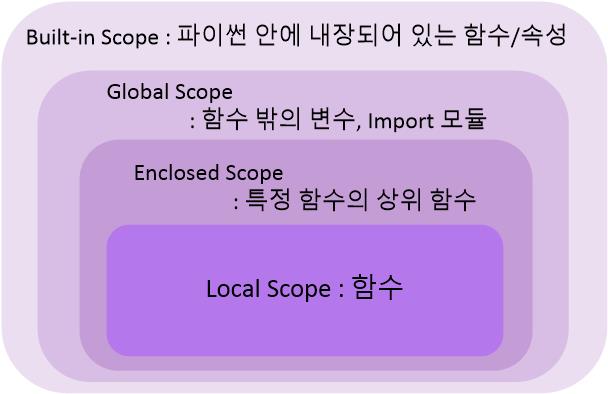 Built-in Scope : 파이썬 안에 내장되어 있는 함수/속성
Global Scope
: 함수 밖의 변수, Import 모듈
Enclosed Scope
: 특정 함수의 상위 함수
Local Scope : 함수